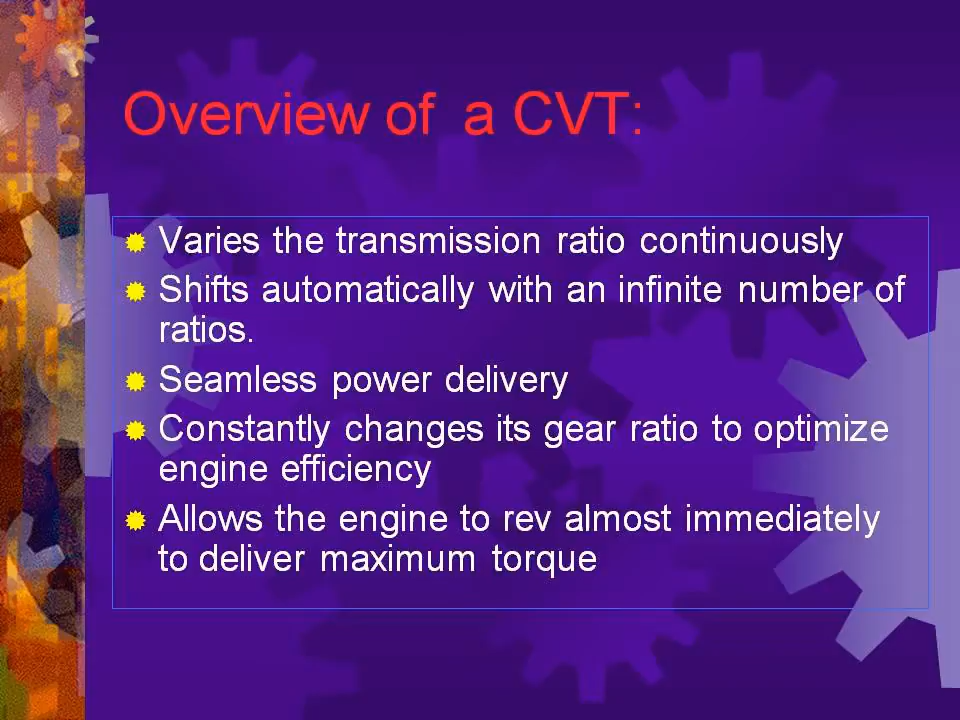 Overview of a CVT:
Varies the transmission ratio continuously
Shifts automatically with an infinite number of
ratios.
Seamless power delivery
Constantly changes its gear ratio to optimize
engine efficiency
Allows the engine to rev almost immediately
to deliver maximum torque